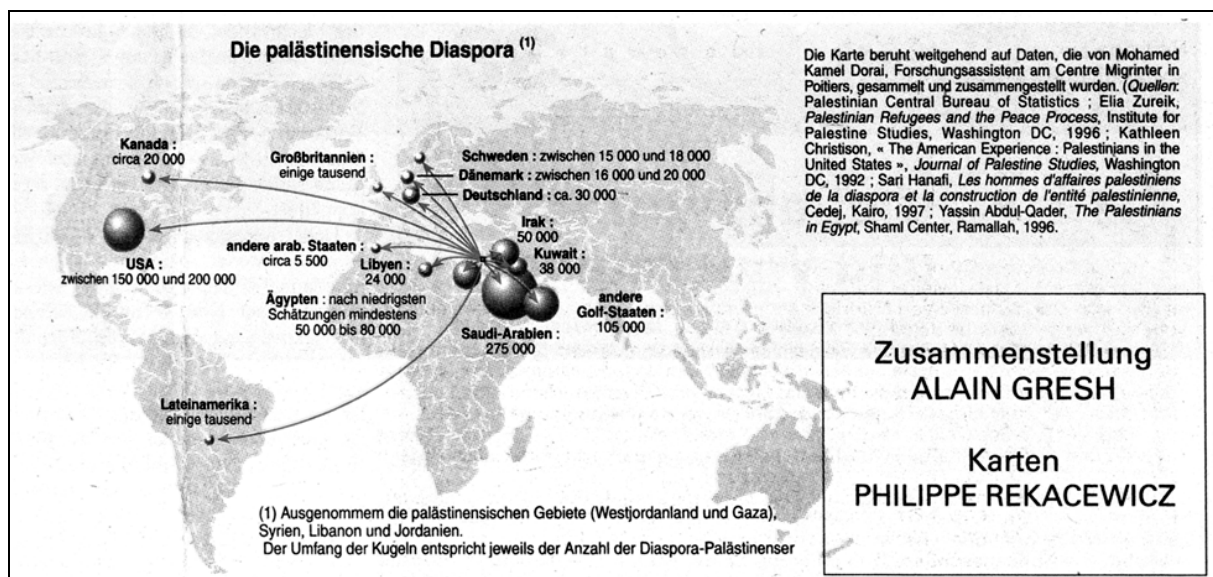 Die palästinensische Diaspora (1)
Die Karte beruht weitgehend auf Daten, die von Mohamed
Kamel Dorai, Forschungsassistent am Centre Migrinter in
Poitiers, gesammelt und zusammengestellt wurden. (Quellen:
Palestinian Central Bureau of Statistics ; Elia Zureik,
Palestinian Refugees and the Peace Process, Institute for
Palestine Studies, Washington DC, 1996 ; Kathleen
Christison, « The American Experience : Palestinians in the
United States », Journal of Palestine Studies, Washington
DC, 1992 ; Sari Hanafi, Les hommes d'affaires palestiniens
de la diaspora et la construction de l'entité palestinienne,
Cedej, Kairo, 1997 ; Yassin Abdul-Qader, The Palestinians
in Egypt, Shaml Center, Ramallah, 1996.
Kanada :
circa 20 000
Großbritannien :
einige tausend
Schweden : zwischen 15 000 und 18 000
Dänemark : zwischen 16 000 und 20 000
Deutschland : ca. 30 000
USA :
zwischen 150 000 und 200 000
andere arab. Staaten :
circa 5 500
Libyen :
24 000
Irak :
50 000
Kuwait :
38 000
Ägypten : nach niedrigsten
Schätzungen mindestens
50 000 bis 80 000
Saudi-Arabien :
275 000
andere
Golf-Staaten :
105 000
Lateinamerika :
einige tausend
Zusammenstellung
ALAIN GRESH
Karten
PHILIPPE REKACEWICZ
(1) Ausgenommem die palästinensischen Gebiete (Westjordanland und Gaza),
Syrien, Libanon und Jordanien.
Der Umfang der Kugeln entspricht jeweils der Anzahl der Diaspora-Palästinenser